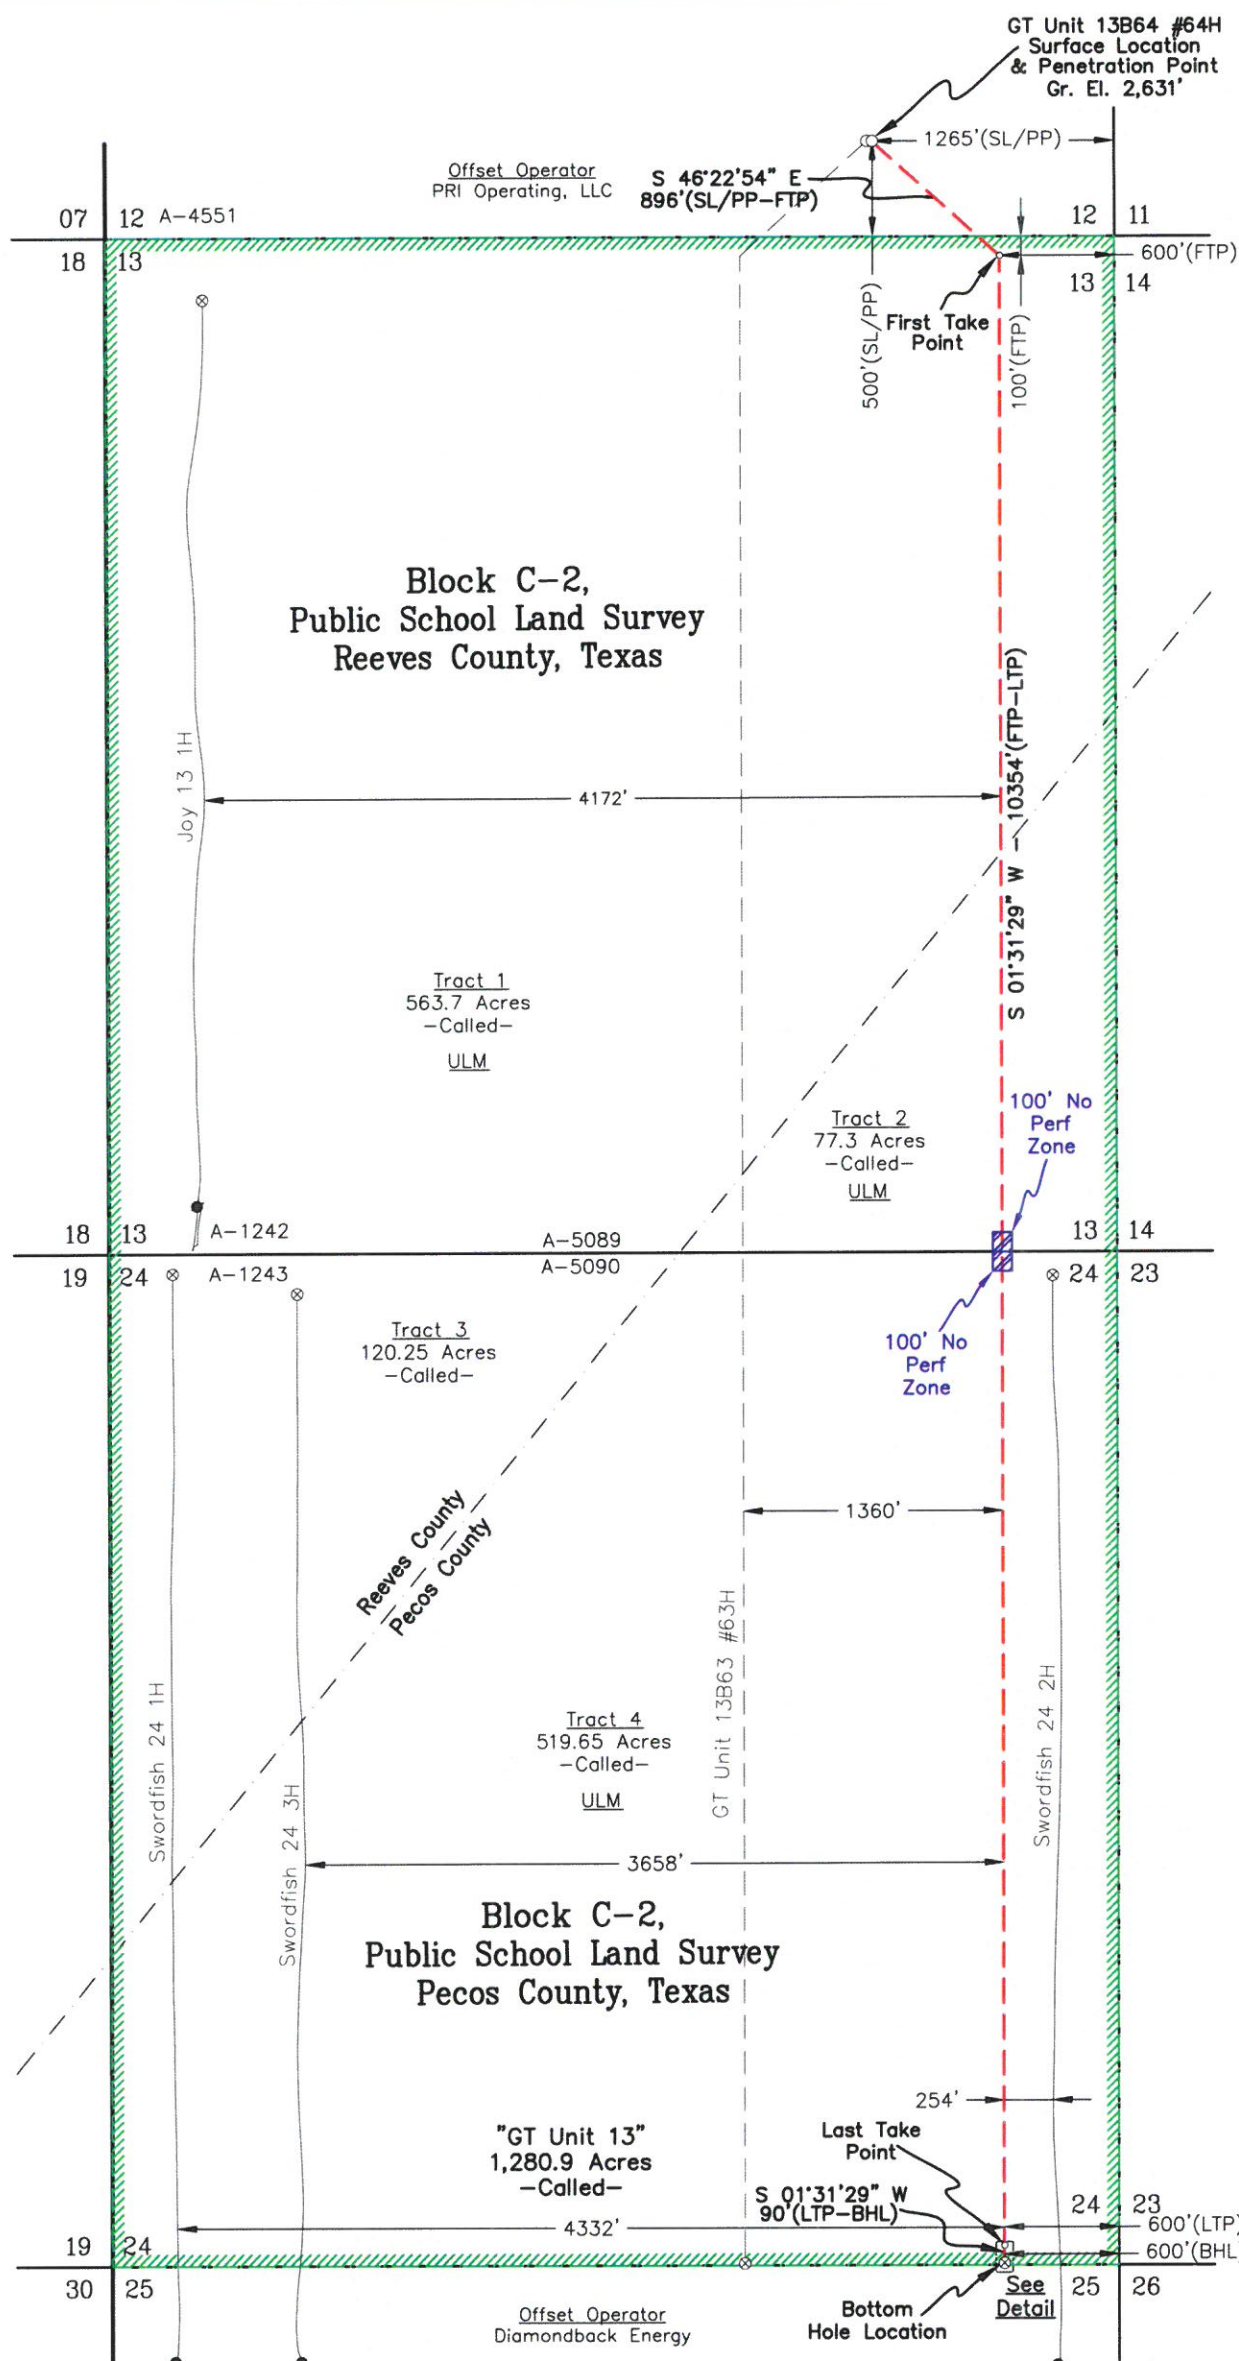 GT Unit 13B64 #64H
Surface Location
& Penetration Point
Gr. El. 2,631'
1265'(SL/PP)
Offset Operator
PRI Operating, LLC
S 46°22'54" E
896'(SL/PP-FTP)
07
12 A-4551
12
11
18
13
600'(FTP)
13
14
500'(SL/PP)
First Take
Point
100'(FTP)
Block C-2,
Public School Land Survey
Reeves County, Texas
Joy 13 1H
4172'
S 01°31'29" W - 10354'(FTP-LTP)
Tract 1
563.7 Acres
-Called-
ULM
Tract 2
77.3 Acres
-Called-
ULM
100' No
Perf
Zone
18
13
A-1242
A-5089
13
14
19
24
A-1243
A-5090
24
23
Tract 3
120.25 Acres
-Called-
100' No
Perf
Zone
1360'
Reeves County
Pecos County
GT Unit 13B63 #63H
Swordfish 24 1H
Swordfish 24 3H
Swordfish 24 2H
Tract 4
519.65 Acres
-Called-
ULM
3658'
Block C-2,
Public School Land Survey
Pecos County, Texas
254'
"GT Unit 13"
1,280.9 Acres
-Called-
Last Take
Point
S 01°31'29" W
90'(LTP-BHL)
24
23
4332'
600'(LTP)
19
24
600'(BHL)
30
25
See
Detail
25
26
Offset Operator
Diamondback Energy
Bottom
Hole Location